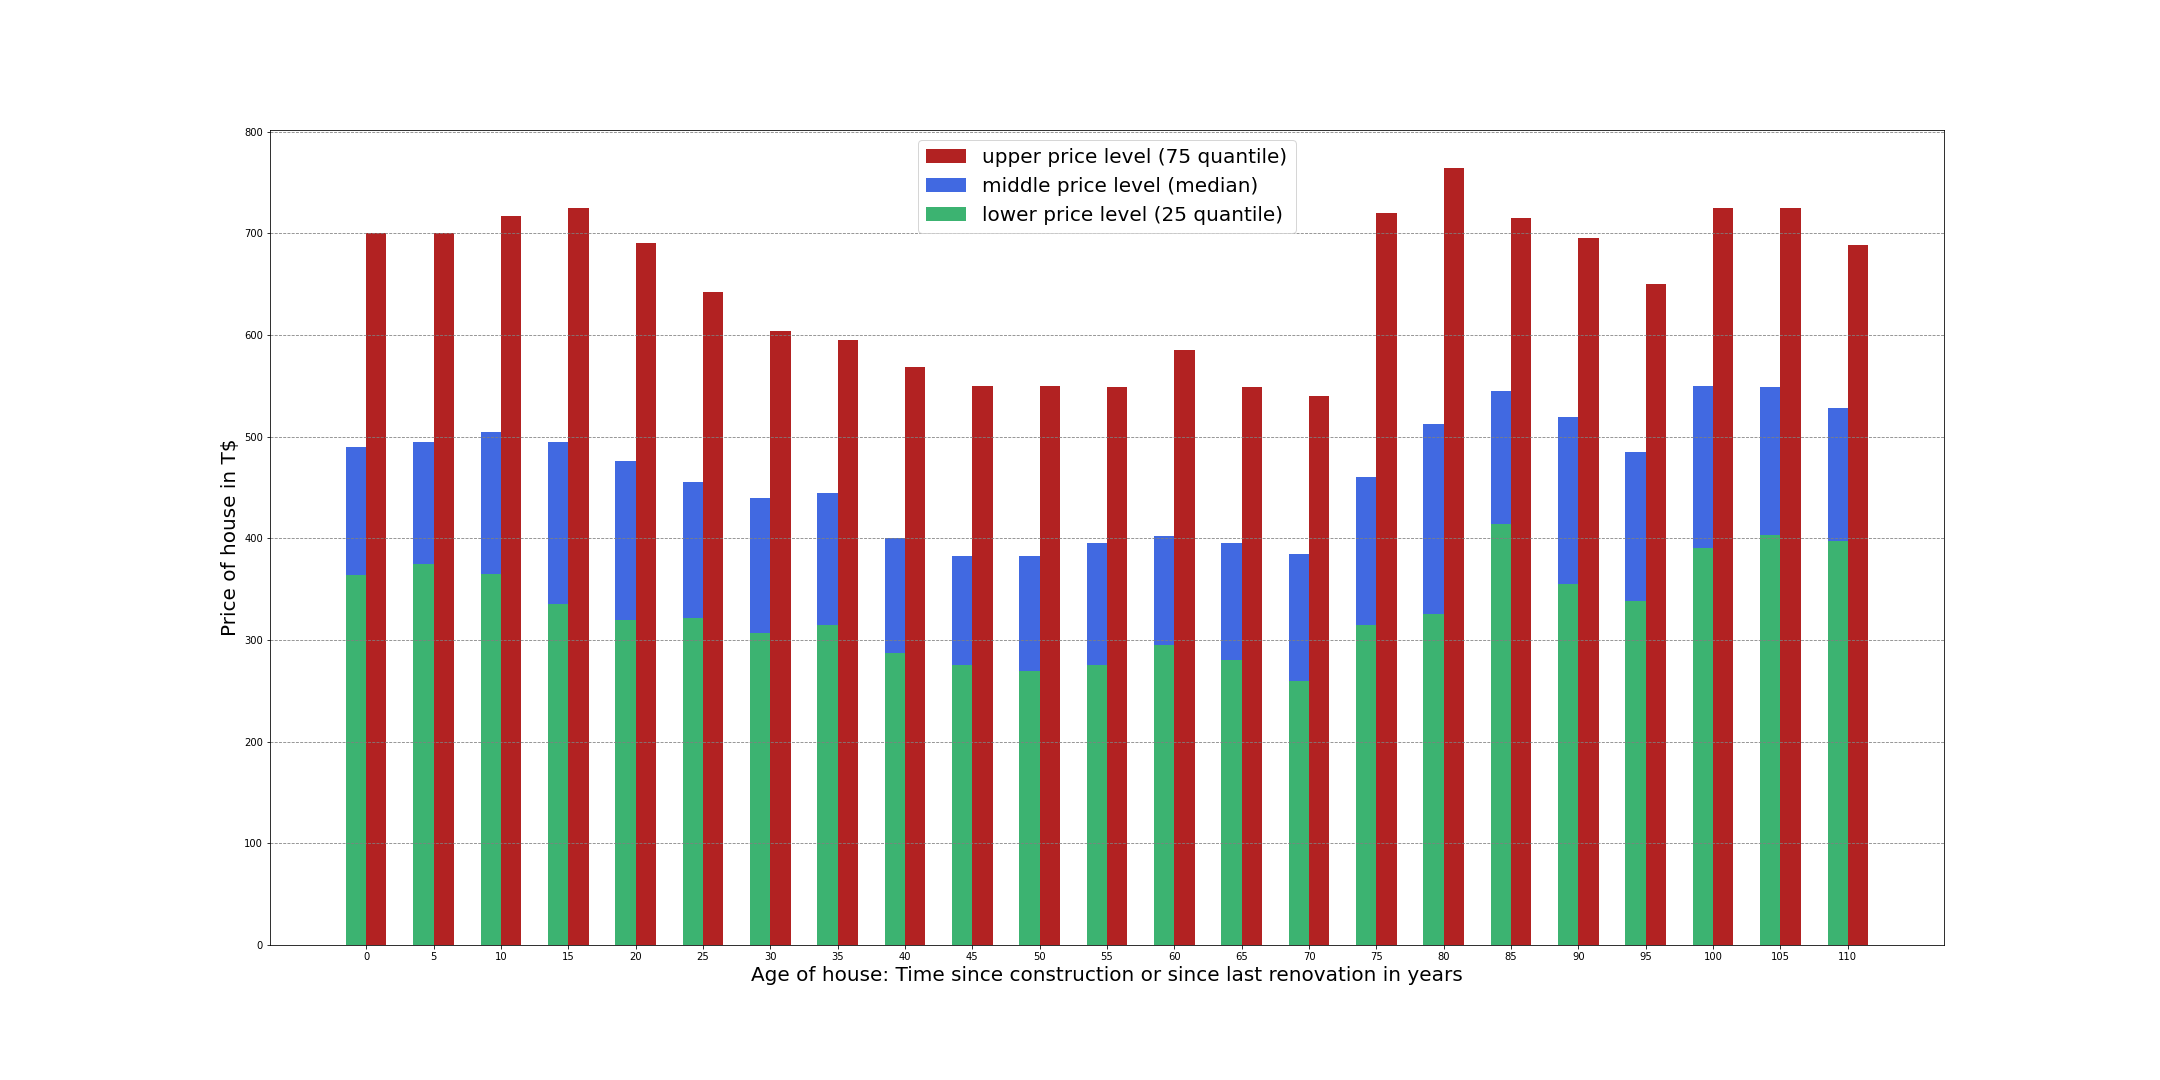 upper price level (75 quantile)
middle price level (median)
lower price level (25 quantile)
Price of house in T$
800
700
600
500
400
300
200
100
0
0 5 10 15 20 25 30 35 40 45 50 55 60 65 70 75 80 85 90 95 100 105 110
Age of house: Time since construction or since last renovation in years